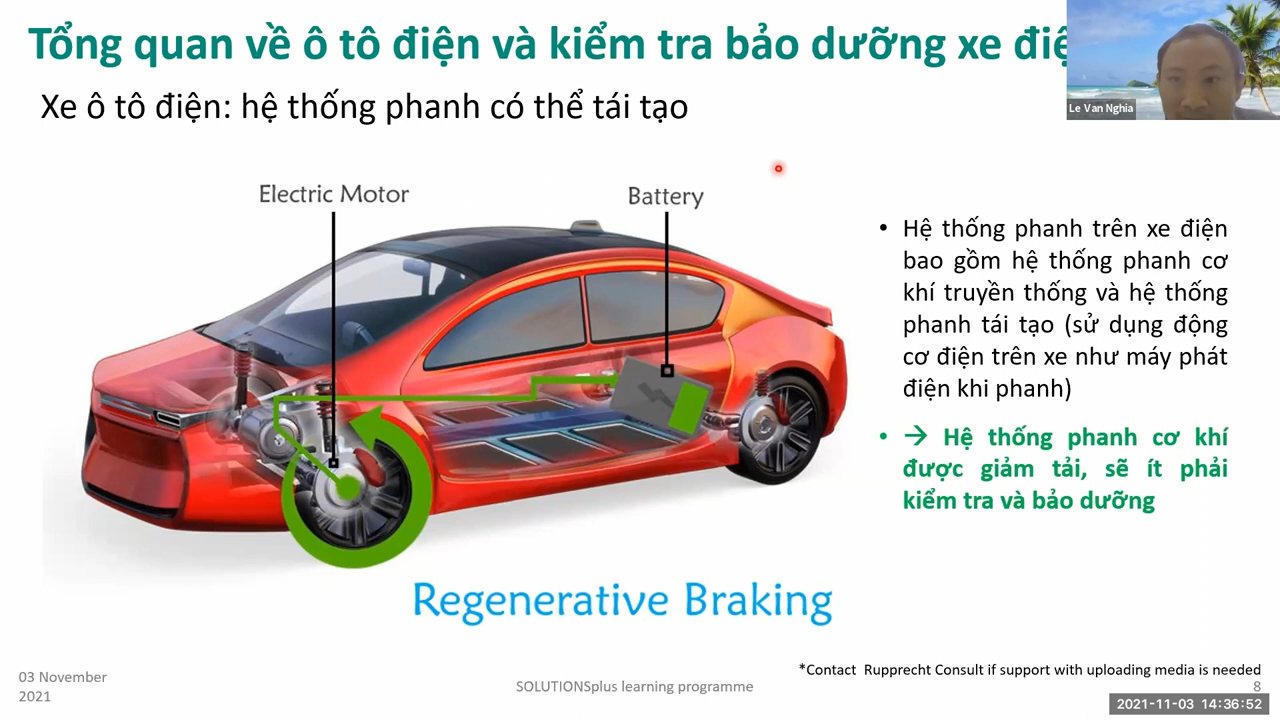 Tổng quan về ô tô điện và kiểm tra bảo dưỡng xe điệ
Le Van Nghia
Xe ô tô điện: hệ thống phanh có thể tái tạo
Electric Motor
Battery
• Hệ thống phanh trên xe điện
bao gồm hệ thống phanh cơ
khí truyền thống và hệ thống
phanh tái tạo (sử dụng động
cơ điện trên xe như máy phát
điện khi phanh)
• → Hệ thống phanh cơ khí
được giảm tải, sẽ ít phải
kiểm tra và bảo dưỡng
Regenerative Braking
*Contact Rupprecht Consult if support with uploading media is needed
03 November
2021
SOLUTIONSplus learning programme
8
2021-11-03 14:36:52